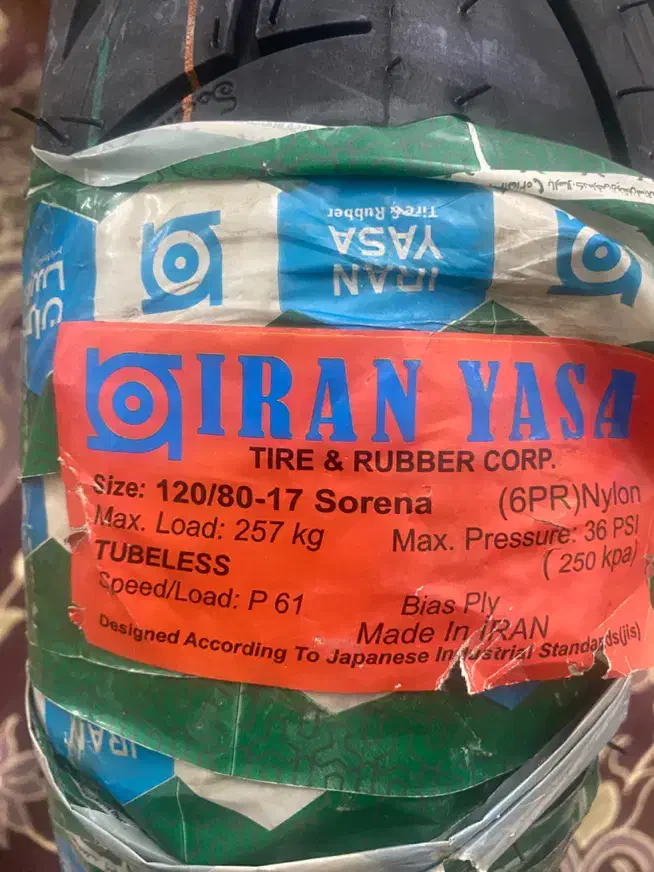 Tire & Rubber
YASA
IRAN
IRAN YASA
TIRE & RUBBER CORP.
Size: 120/80-17 Sorena (6PR)Nylon
Max. Load: 257 kg Max. Pressure: 36 PSI
TUBELESS ( 250 kpa)
Speed/Load: P 61 Bias Ply
Made In IRAN
Designed According To Japanese Industrial Standards(jis)
IRAN